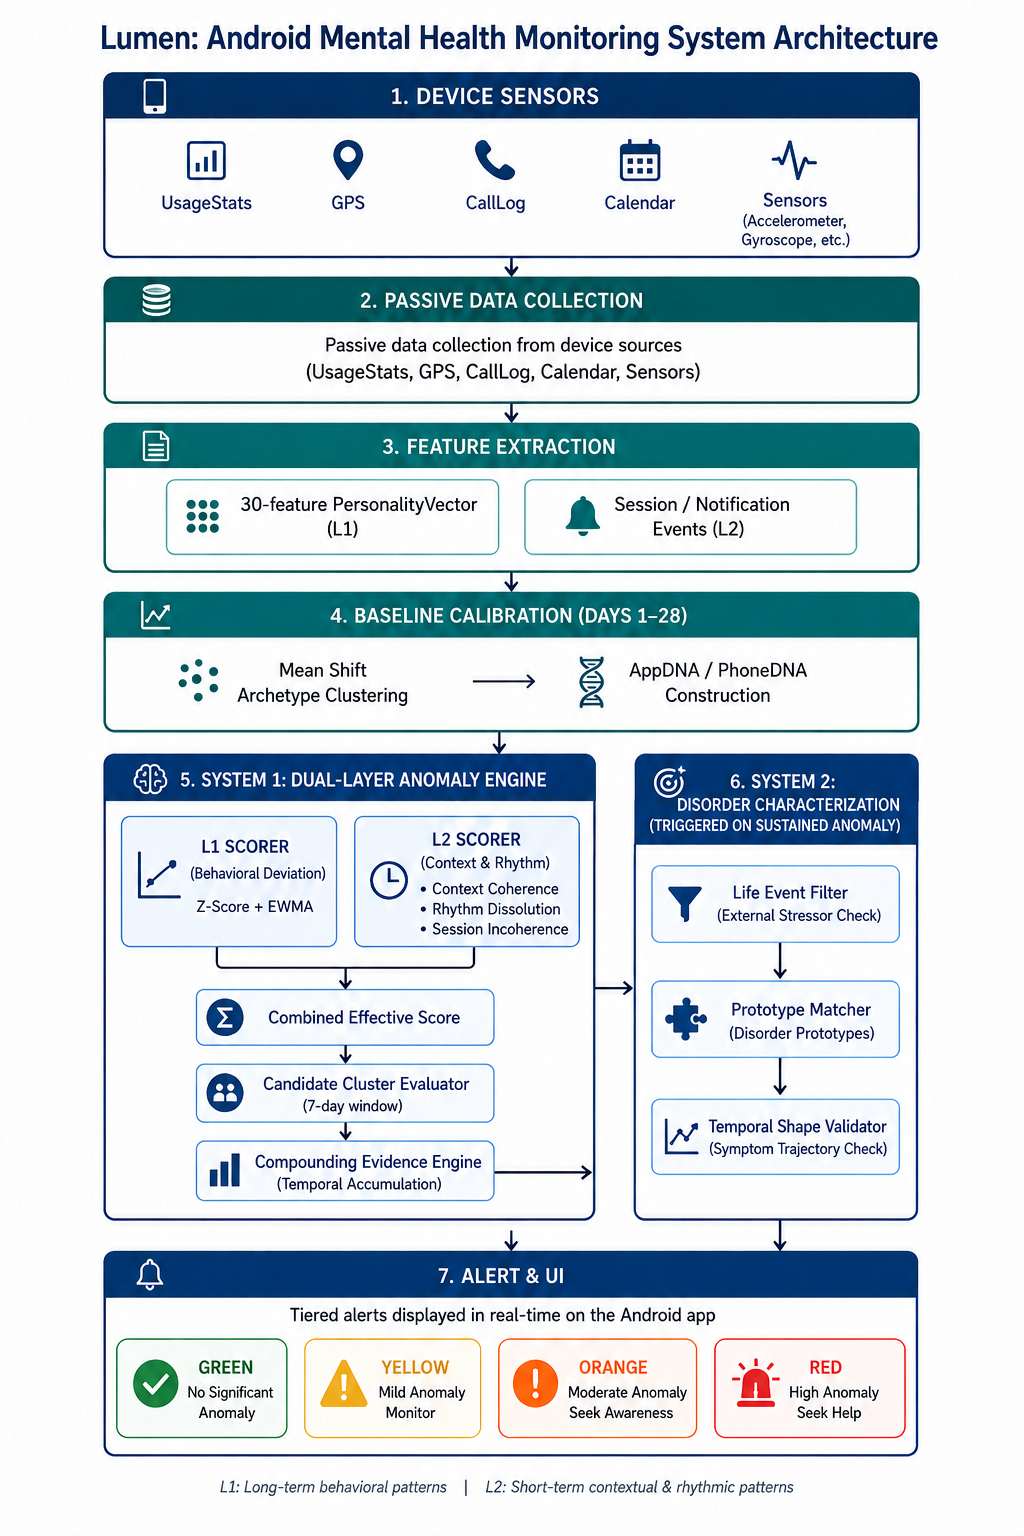 Lumen: Android Mental Health Monitoring System Architecture
1. DEVICE SENSORS
UsageStats
GPS
CallLog
Calendar
Sensors
(Accelerometer,
Gyroscope, etc.)
2. PASSIVE DATA COLLECTION
Passive data collection from device sources
(UsageStats, GPS, CallLog, Calendar, Sensors)
3. FEATURE EXTRACTION
30-feature PersonalityVector
(L1)
Session / Notification
Events (L2)
4. BASELINE CALIBRATION (DAYS 1–28)
Mean Shift
Archetype Clustering
AppDNA / PhoneDNA
Construction
5. SYSTEM 1: DUAL-LAYER ANOMALY ENGINE
L1 SCORER
(Behavioral Deviation)
Z-Score + EWMA
L2 SCORER
(Context & Rhythm)
• Context Coherence
• Rhythm Dissolution
• Session Incoherence
Σ
Combined Effective Score
Candidate Cluster Evaluator
(7-day window)
Compounding Evidence Engine
(Temporal Accumulation)
6. SYSTEM 2:
DISORDER CHARACTERIZATION
(TRIGGERED ON SUSTAINED ANOMALY)
Life Event Filter
(External Stressor Check)
Prototype Matcher
(Disorder Prototypes)
Temporal Shape Validator
(Symptom Trajectory Check)
7. ALERT & UI
Tiered alerts displayed in real-time on the Android app
GREEN
No Significant
Anomaly
YELLOW
Mild Anomaly
Monitor
ORANGE
Moderate Anomaly
Seek Awareness
RED
High Anomaly
Seek Help
L1: Long-term behavioral patterns | L2: Short-term contextual & rhythmic patterns